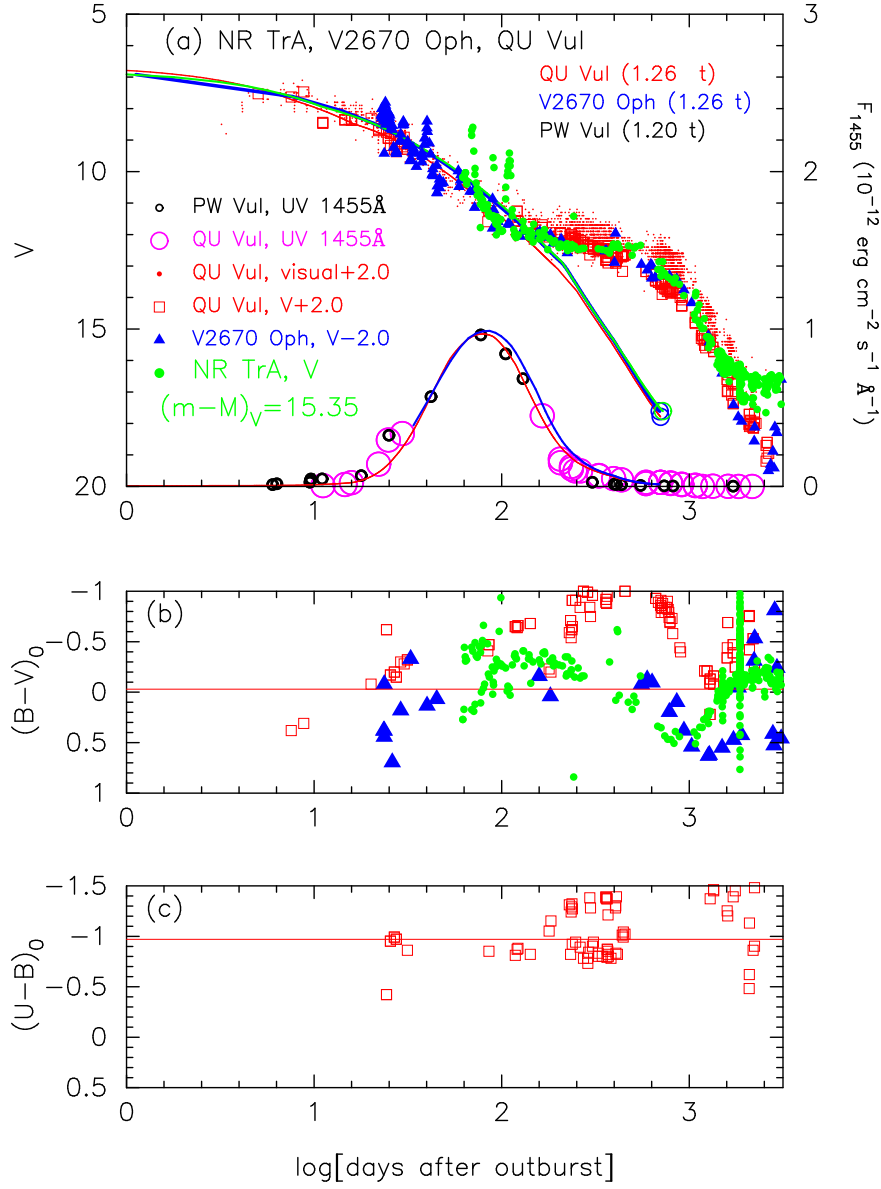 (a) NR TrA, V2670 Oph, QU Vul
QU Vul (1.26 t)
V2670 Oph (1.26 t)
PW Vul (1.20 t)
PW Vul, UV 1455Å
QU Vul, UV 1455Å
QU Vul, visual+2.0
QU Vul, V+2.0
V2670 Oph, V−2.0
NR TrA, V
(m−M)V=15.35
V
5
10
15
20
F1455 (10−12 erg cm−2 s−1 Å−1)
3
2
1
0
0
1
2
3
(b)
(B−V)0
−1
−0.5
0
0.5
1
0
1
2
3
(c)
(U−B)0
−1.5
−1
−0.5
0
0.5
0
1
2
3
log[days after outburst]